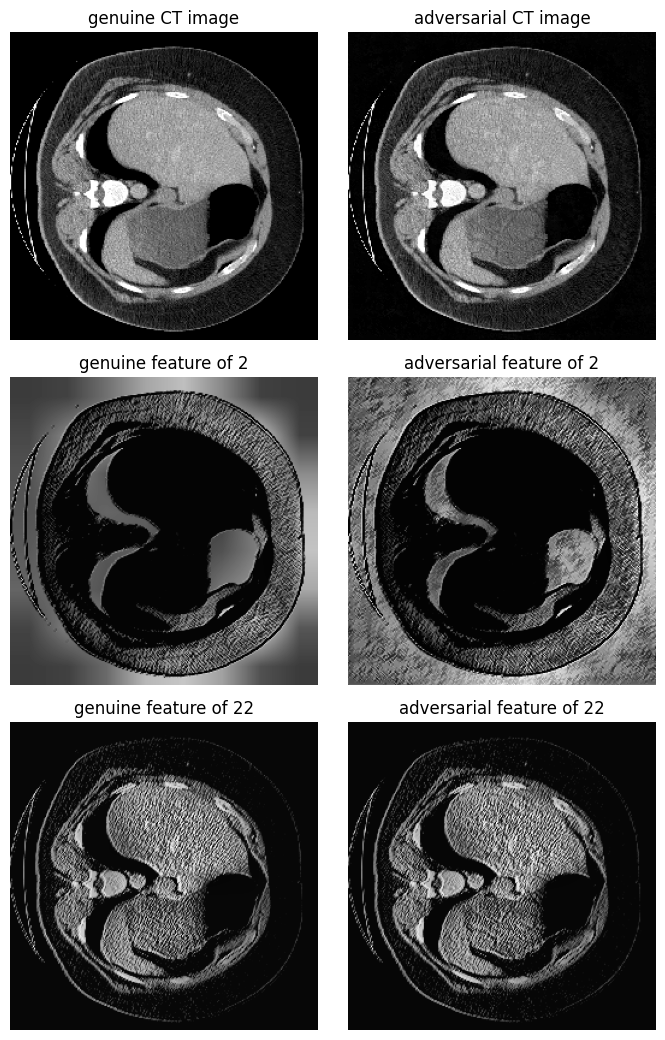 genuine CT image
adversarial CT image
genuine feature of 2
adversarial feature of 2
genuine feature of 22
adversarial feature of 22